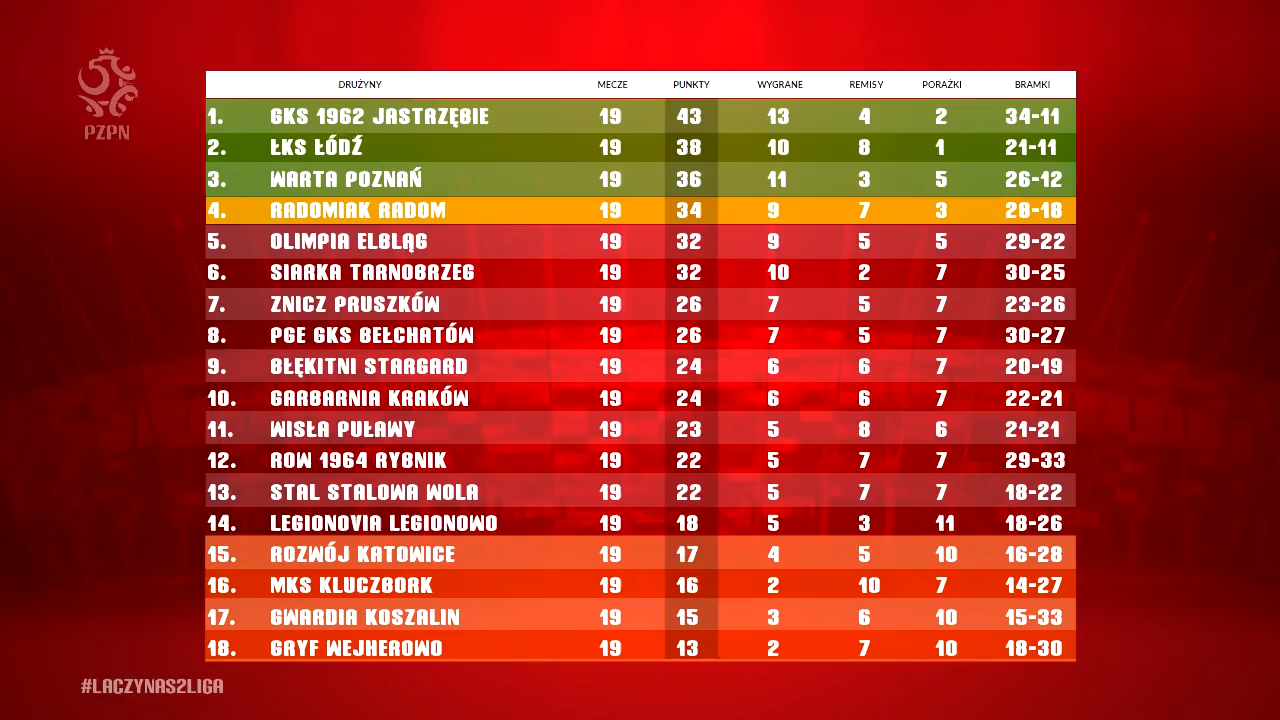 PZPN
DRUŻYNY MECZE PUNKTY WYGRANE REMISY PORAŻKI BRAMKI
1. GKS 1962 JASTRZĘBIE 19 43 13 4 2 34-11
2. ŁKS ŁÓDŹ 19 38 10 8 1 21-11
3. WARTA POZNAŃ 19 36 11 3 5 26-12
4. RADOMIAK RADOM 19 34 9 7 3 28-18
5. OLIMPIA ELBLĄG 19 32 9 5 5 29-22
6. SIARKA TARNOBRZEG 19 32 10 2 7 30-25
7. ZNICZ PRUSZKÓW 19 26 7 5 7 23-26
8. PGE GKS BEŁCHATÓW 19 26 7 5 7 30-27
9. BŁĘKITNI STARGARD 19 24 6 6 7 20-19
10. GARBARNIA KRAKÓW 19 24 6 6 7 22-21
11. WISŁA PUŁAWY 19 23 5 8 6 21-21
12. ROW 1964 RYBNIK 19 22 5 7 7 29-33
13. STAL STALOWA WOLA 19 22 5 7 7 18-22
14. LEGIONOVIA LEGIONOWO 19 18 5 3 11 18-26
15. ROZWÓJ KATOWICE 19 17 4 5 10 16-28
16. MKS KLUCZBORK 19 16 2 10 7 14-27
17. GWARDIA KOSZALIN 19 15 3 6 10 15-33
18. GRYF WEJHEROWO 19 13 2 7 10 18-30
#LACZYNAS2LIGA